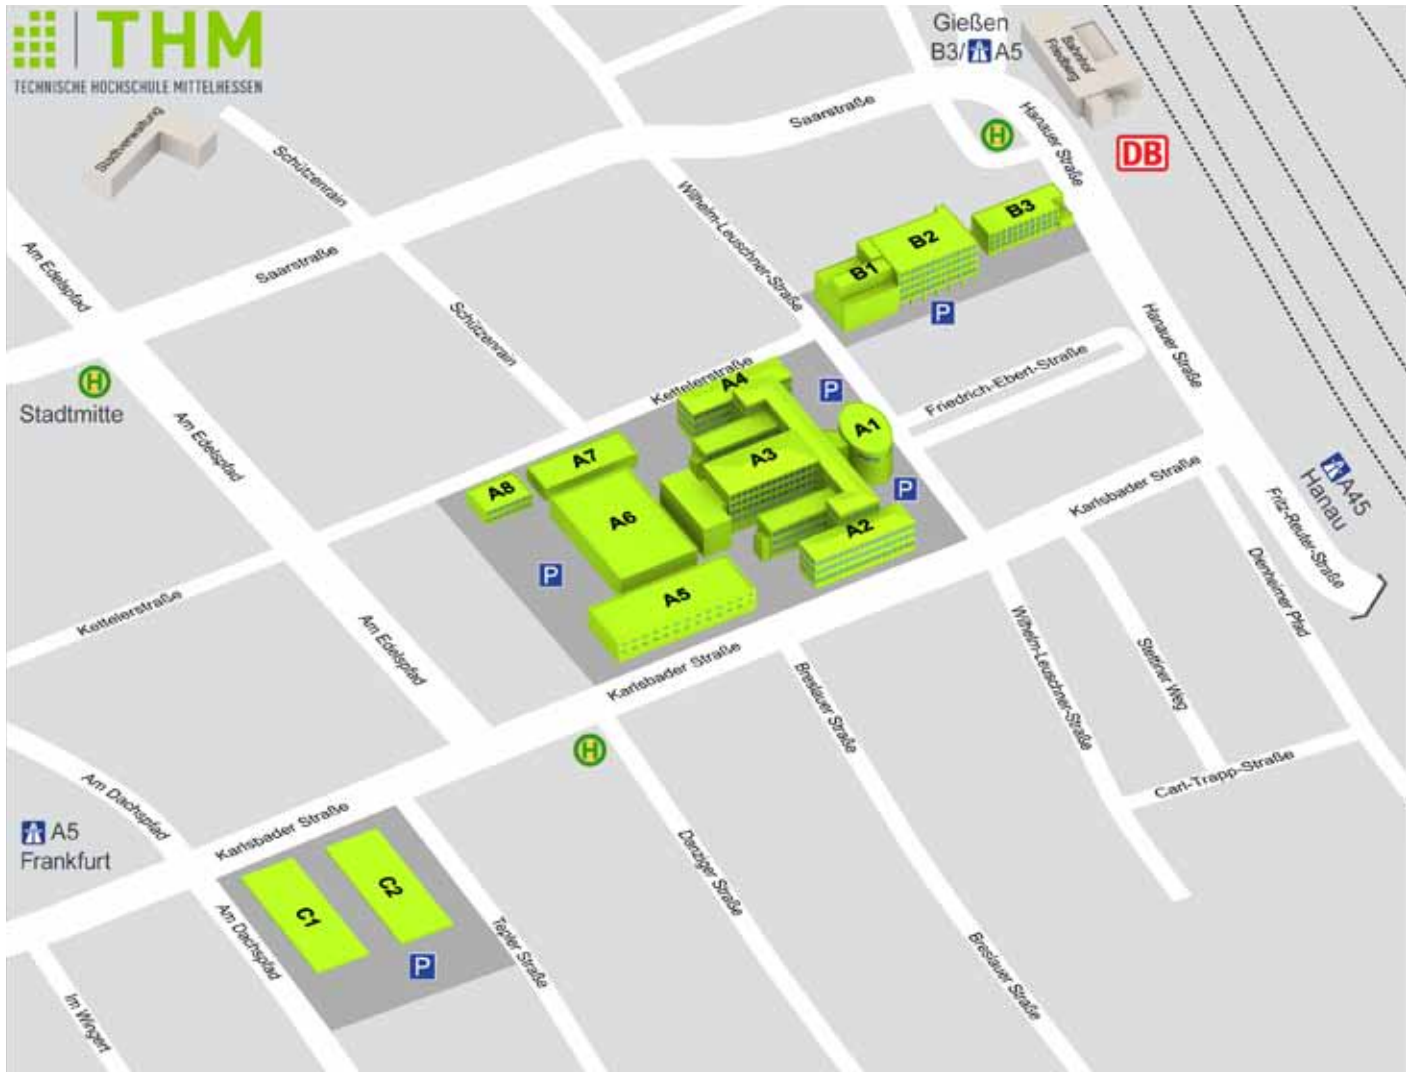 THM
TECHNISCHE HOCHSCHULE MITTELHESSEN
Gießen
B3/ A5
Bahnhof
Friedberg
DB
Stadtverwaltung
Schützenrain
Saarstraße
H
Hanauer Straße
Wilhelm-Leuschner-Straße
B3
B2
B1
P
Am Edelspfad
Saarstraße
Schützenrain
Hanauer Straße
H
Stadtmitte
Kettelerstraße
Friedrich-Ebert-Straße
A4
P
A1
Am Edelspfad
A7
A3
A8
P
A6
A2
Karlsbader Straße
A45
Hanau
Fritz-Reuter-Straße
P
A5
Dienheimer Pfad
Kettelerstraße
Am Edelspfad
Karlsbader Straße
Breslauer Straße
Wilhelm-Leuschner-Straße
Stettiner Weg
H
Carl-Trapp-Straße
Am Dachspfad
A5
Frankfurt
Karlsbader Straße
C2
C1
P
Am Dachspfad
Tepler Straße
Danziger Straße
Breslauer Straße
Im Wingert